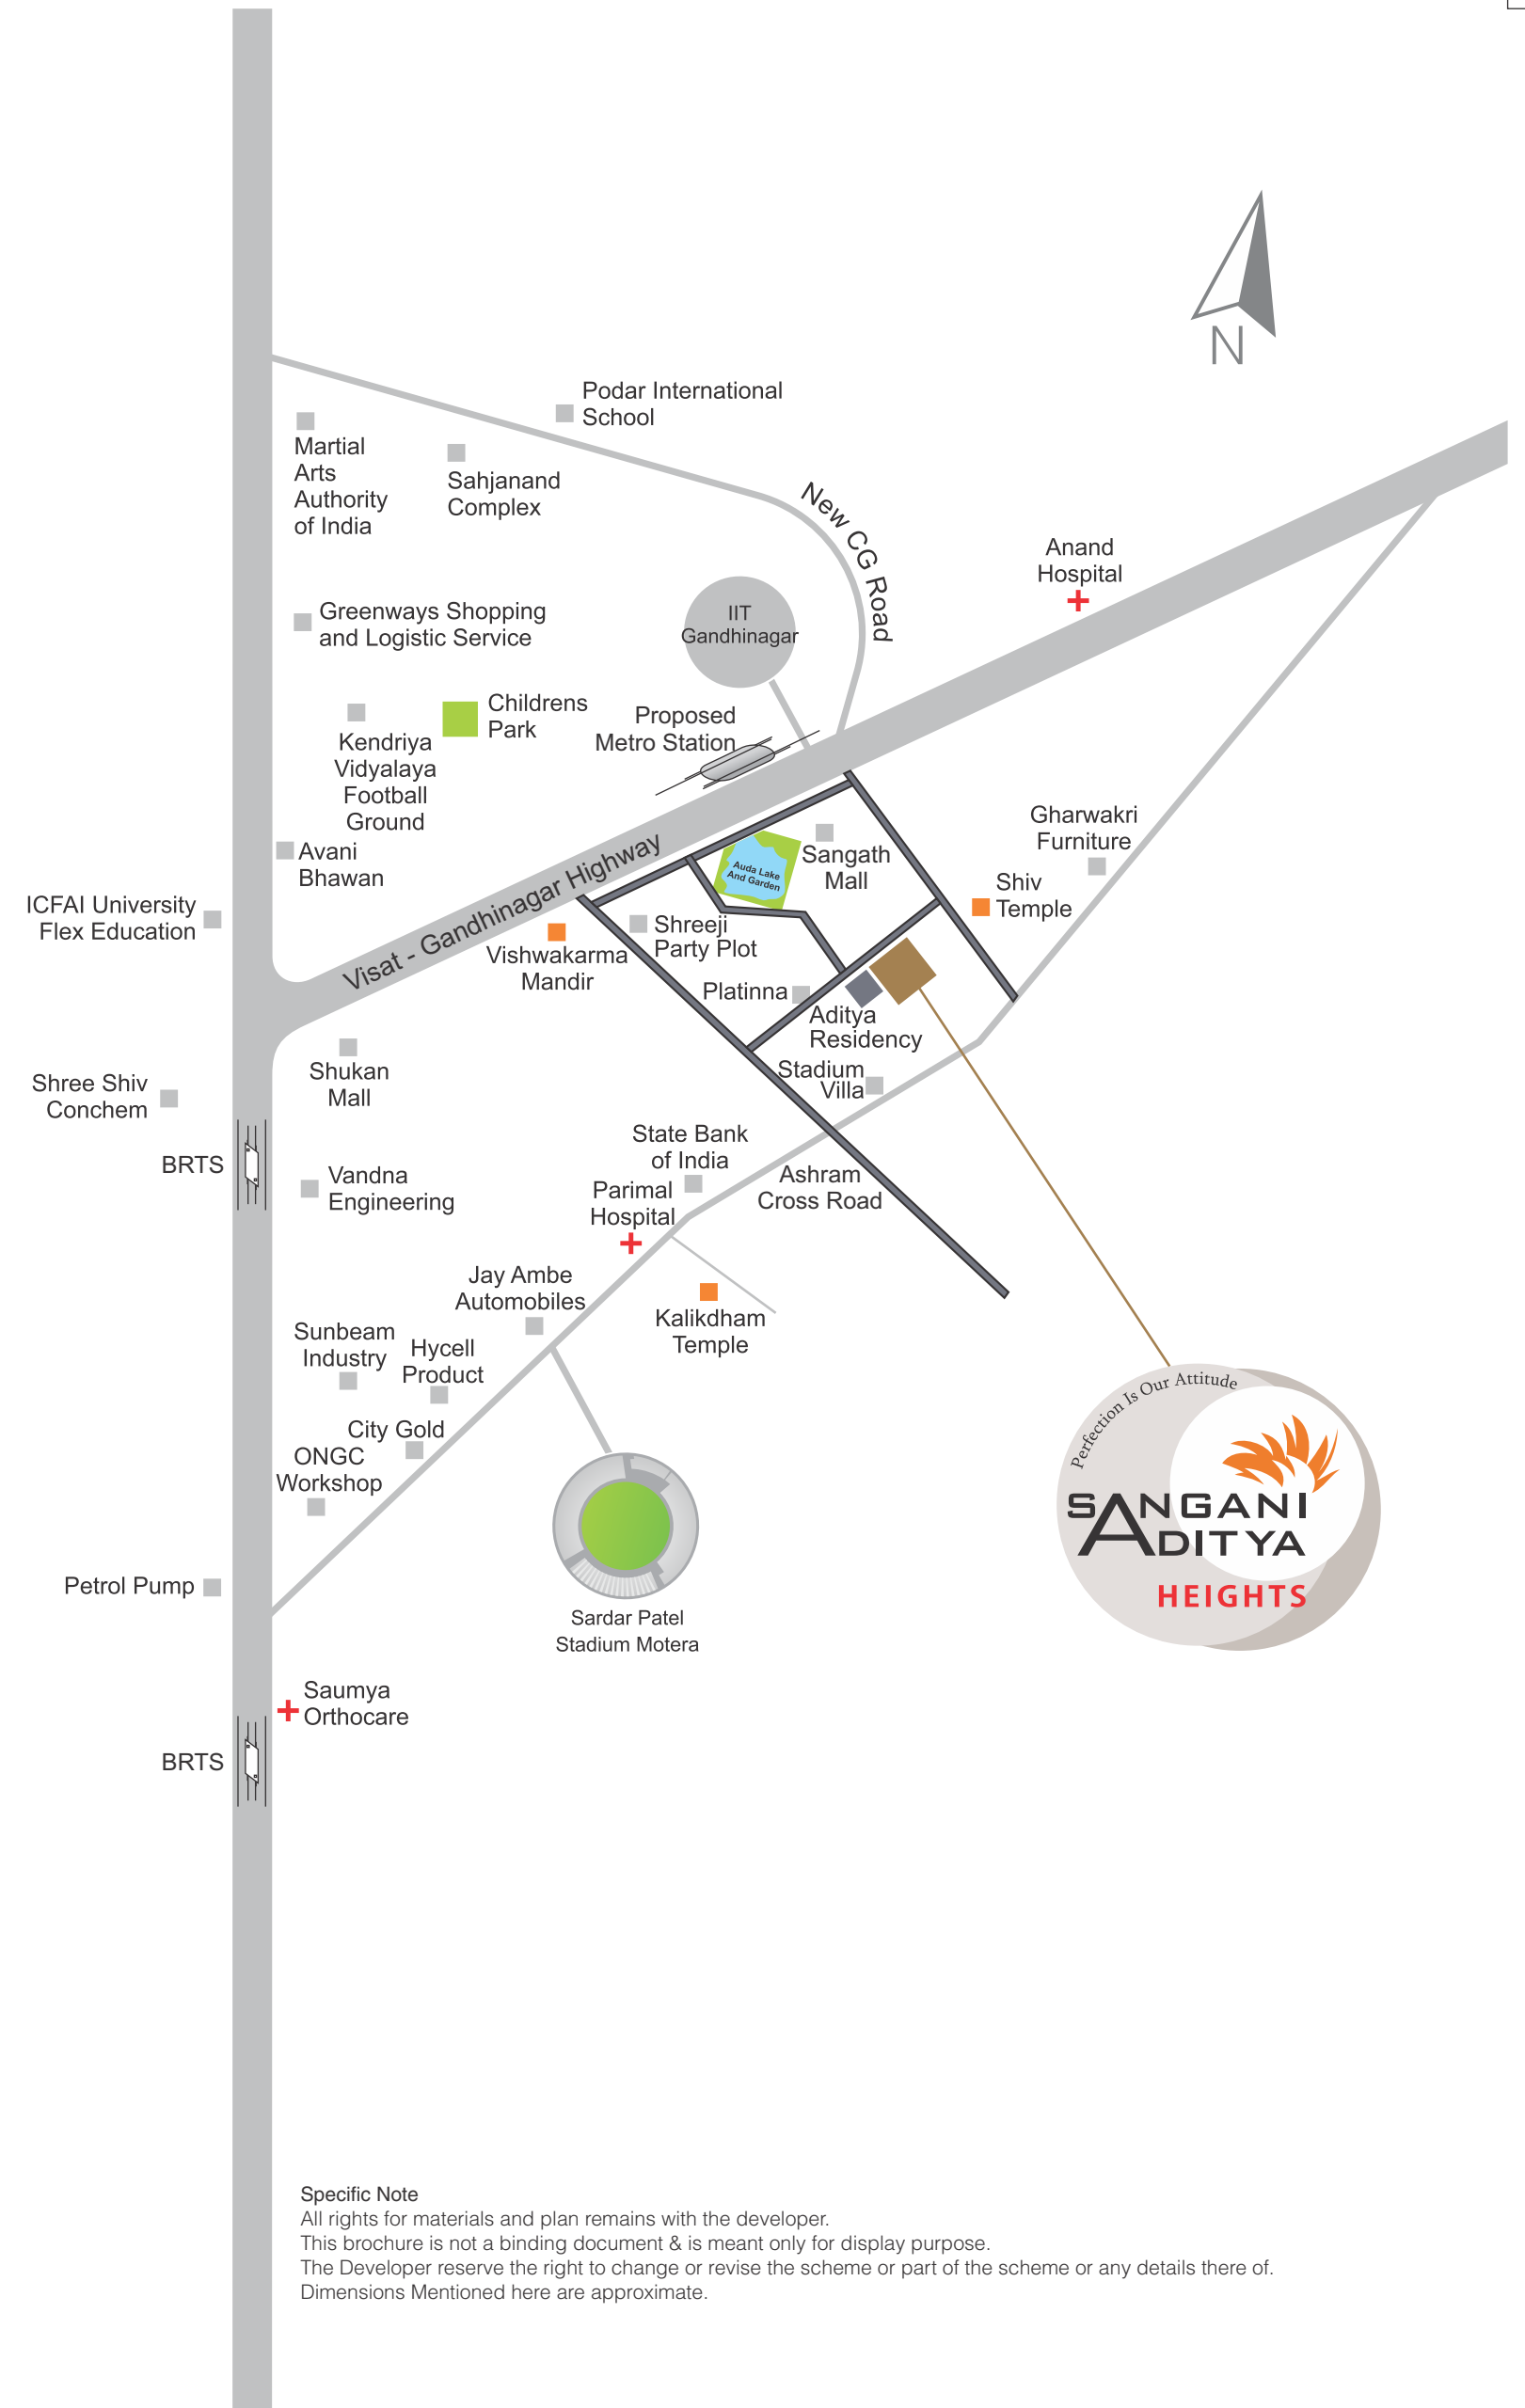 N
Podar International
School
Martial
Arts
Authority
of India
Sahjanand
Complex
New CG Road
Anand
Hospital
Greenways Shopping
and Logistic Service
IIT
Gandhinagar
Childrens
Park
Proposed
Metro Station
Kendriya
Vidyalaya
Football
Ground
Gharwakri
Furniture
Avani
Bhawan
Visat - Gandhinagar Highway
Auda Lake
And Garden
Sangath
Mall
Shiv
Temple
ICFAI University
Flex Education
Shreeji
Party Plot
Vishwakarma
Mandir
Platinna
Aditya
Residency
Shukan
Mall
Stadium
Villa
Shree Shiv
Conchem
BRTS
State Bank
of India
Vandna
Engineering
Parimal
Hospital
Ashram
Cross Road
Jay Ambe
Automobiles
Kalikdham
Temple
Sunbeam
Industry
Hycell
Product
City Gold
ONGC
Workshop
Perfection Is Our Attitude
SANGANI
ADITYA
HEIGHTS
Petrol Pump
Sardar Patel
Stadium Motera
Saumya
Orthocare
BRTS
Specific Note
All rights for materials and plan remains with the developer.
This brochure is not a binding document & is meant only for display purpose.
The Developer reserve the right to change or revise the scheme or part of the scheme or any details there of.
Dimensions Mentioned here are approximate.